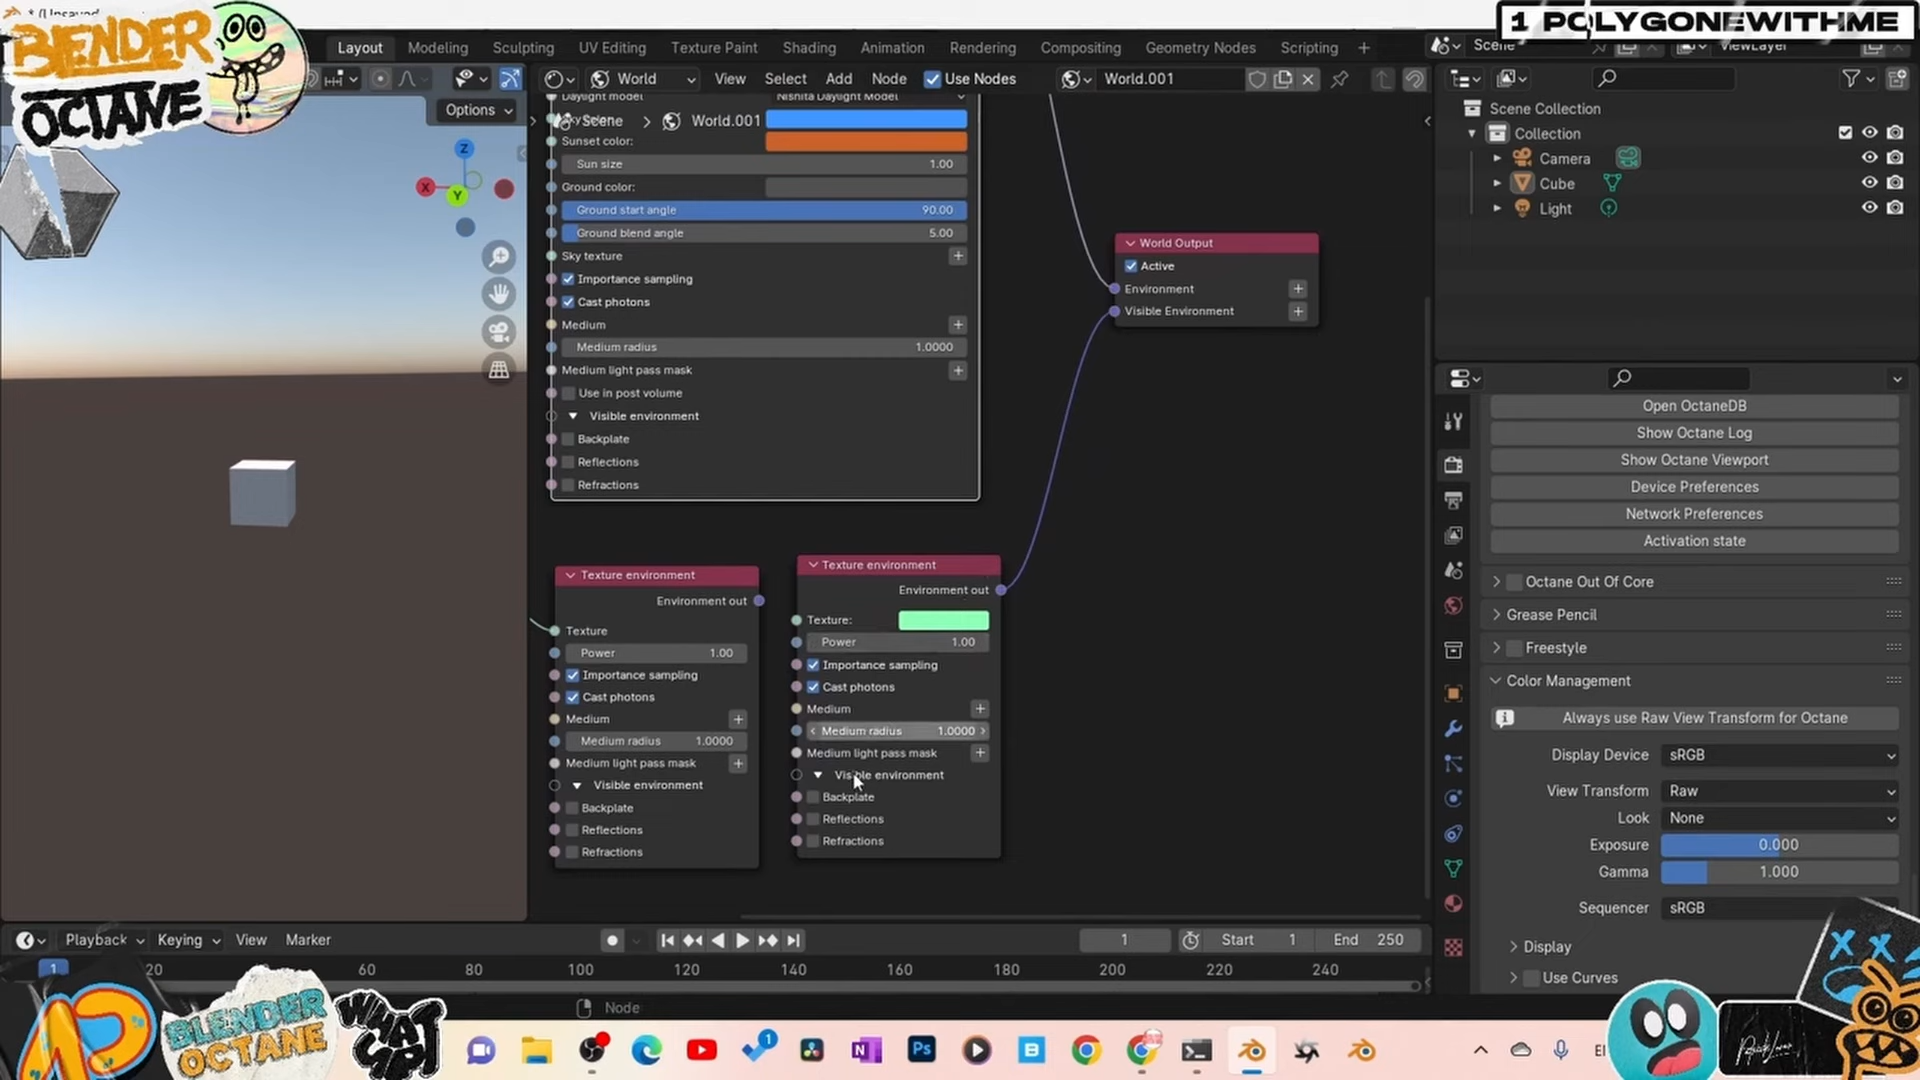 * (Unsaved
BLENDER
OCTANE
1 POLYGONEWITHME
Layout
Modeling
Sculpting
UV Editing
Texture Paint
Shading
Animation
Rendering
Compositing
Geometry Nodes
Scripting
+
Scene
ViewLayer
World
View
Select
Add
Node
Use Nodes
World.001
Options
Daylight model
Nishita Daylight Model
Scene > World.001
Sunset color:
Sun size 1.00
Ground color:
Ground start angle 90.00
Ground blend angle 5.00
Sky texture
Importance sampling
Cast photons
Medium
Medium radius 1.0000
Medium light pass mask
Use in post volume
Visible environment
Backplate
Reflections
Refractions
Z
X
Y
World Output
Active
Environment
Visible Environment
Texture environment
Environment out
Texture
Power 1.00
Importance sampling
Cast photons
Medium
Medium radius 1.0000
Medium light pass mask
Visible environment
Backplate
Reflections
Refractions
Texture environment
Environment out
Texture:
Power 1.00
Importance sampling
Cast photons
Medium
Medium radius 1.0000
Medium light pass mask
Visible environment
Backplate
Reflections
Refractions
Scene Collection
Collection
Camera
Cube
Light
Open OctaneDB
Show Octane Log
Show Octane Viewport
Device Preferences
Network Preferences
Activation state
Octane Out Of Core
Grease Pencil
Freestyle
Color Management
Always use Raw View Transform for Octane
Display Device sRGB
View Transform Raw
Look None
Exposure 0.000
Gamma 1.000
Sequencer sRGB
Display
Use Curves
Playback
Keying
View
Marker
1
Start 1
End 250
1 20 60 80 100 120 140 160 180 200 220 240
Node
BLENDER
OCTANE
WHAT
UP!
Ps